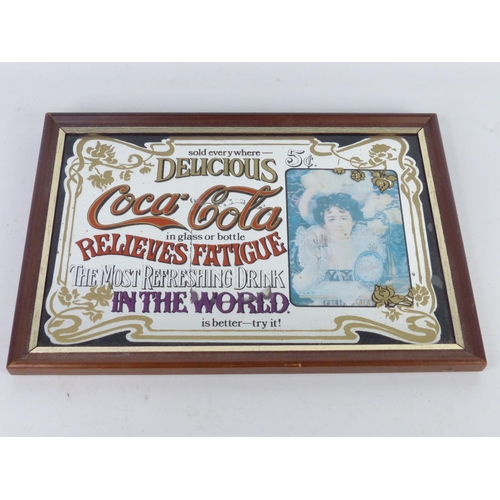 sold everywhere—
DELICIOUS
5¢.
Coca-Cola
in glass or bottle
RELIEVES FATIGUE
THE MOST REFRESHING DRINK
IN THE WORLD.
is better—try it!